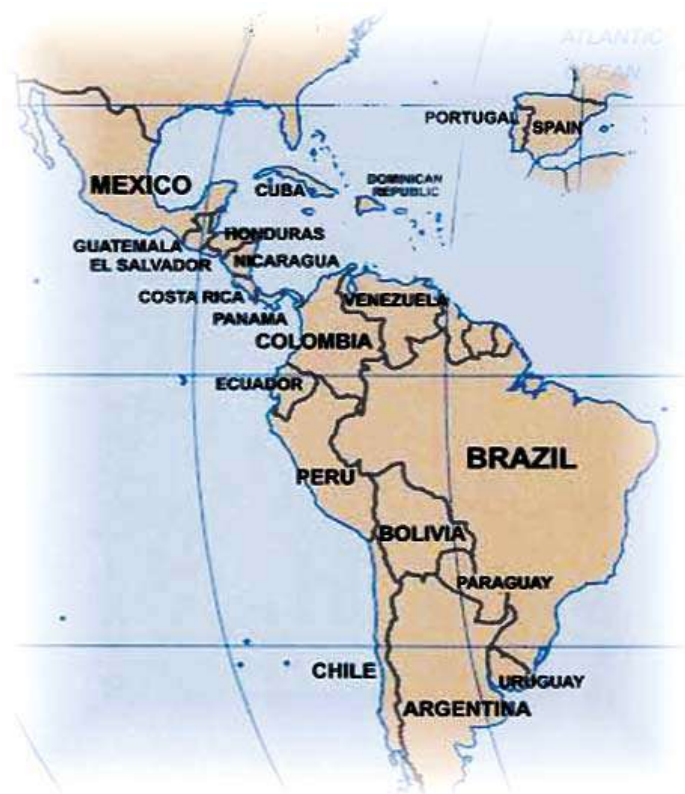 ATLANTIC
OCEAN
PORTUGAL
SPAIN
MEXICO
CUBA
DOMINICAN
REPUBLIC
HONDURAS
GUATEMALA
EL SALVADOR
NICARAGUA
COSTA RICA
PANAMA
VENEZUELA
COLOMBIA
ECUADOR
BRAZIL
PERU
BOLIVIA
PARAGUAY
CHILE
URUGUAY
ARGENTINA